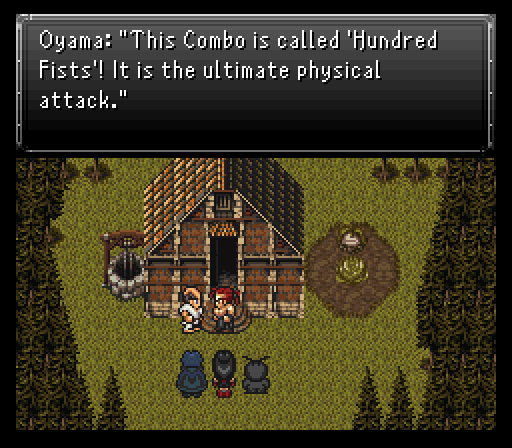 Oyama: "This Combo is called 'Hundred
Fists'! It is the ultimate physical
attack."